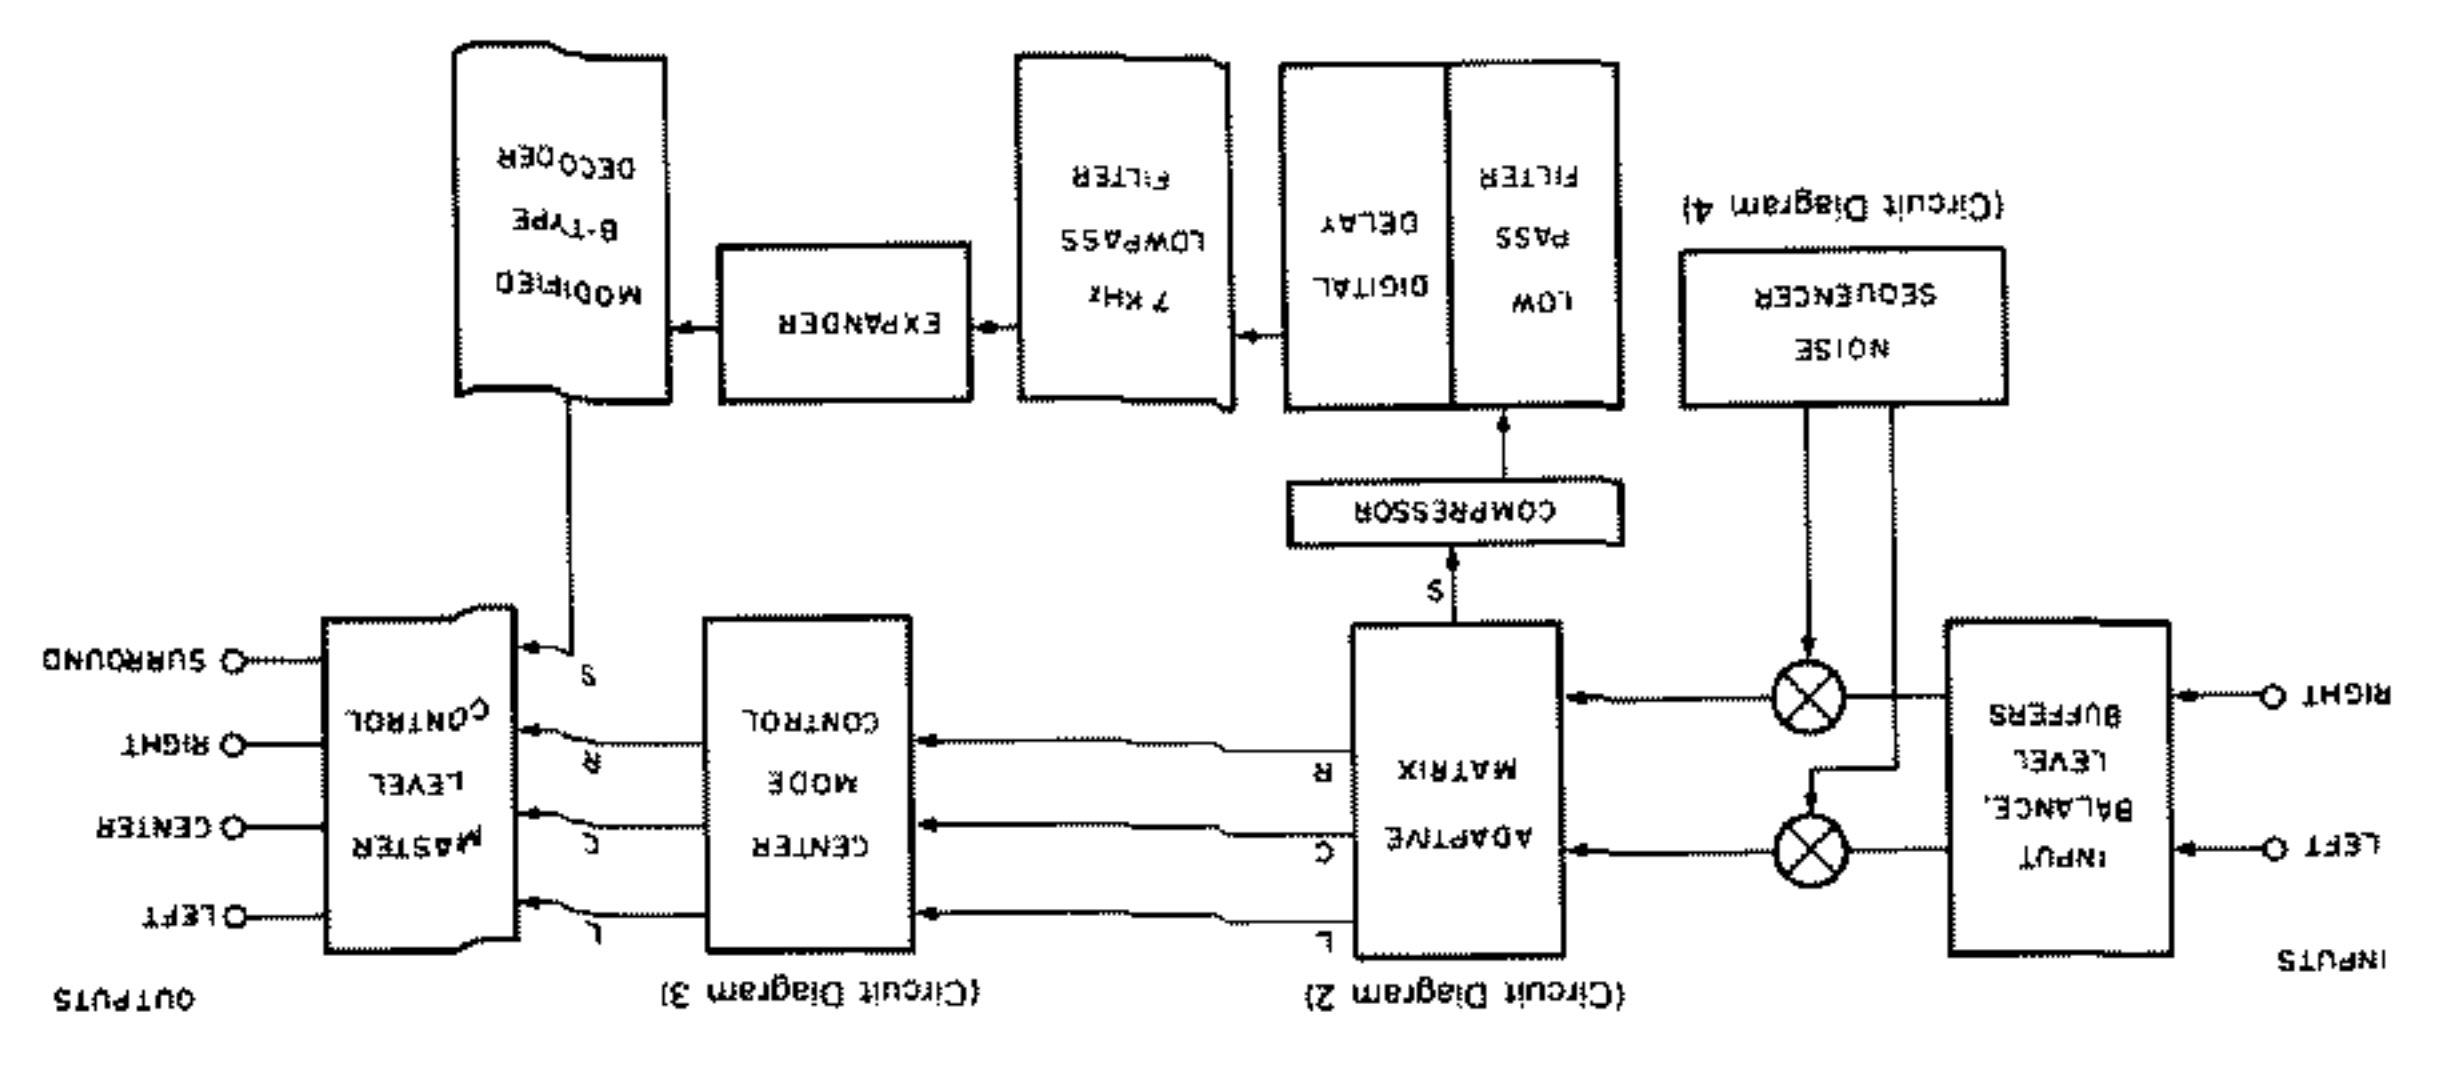 INPUTS
(Circuit Diagram 2)
(Circuit Diagram 3)
OUTPUTS
LEFT
RIGHT
INPUT
BALANCE,
LEVEL
BUFFERS
ADAPTIVE
MATRIX
L
C
R
CENTER
MODE
CONTROL
L
C
R
S
MASTER
LEVEL
CONTROL
LEFT
CENTER
RIGHT
SURROUND
S
COMPRESSOR
NOISE
SEQUENCER
(Circuit Diagram 4)
LOW
PASS
FILTER
DIGITAL
DELAY
7 KHz
LOWPASS
FILTER
EXPANDER
MODIFIED
B-TYPE
DECODER